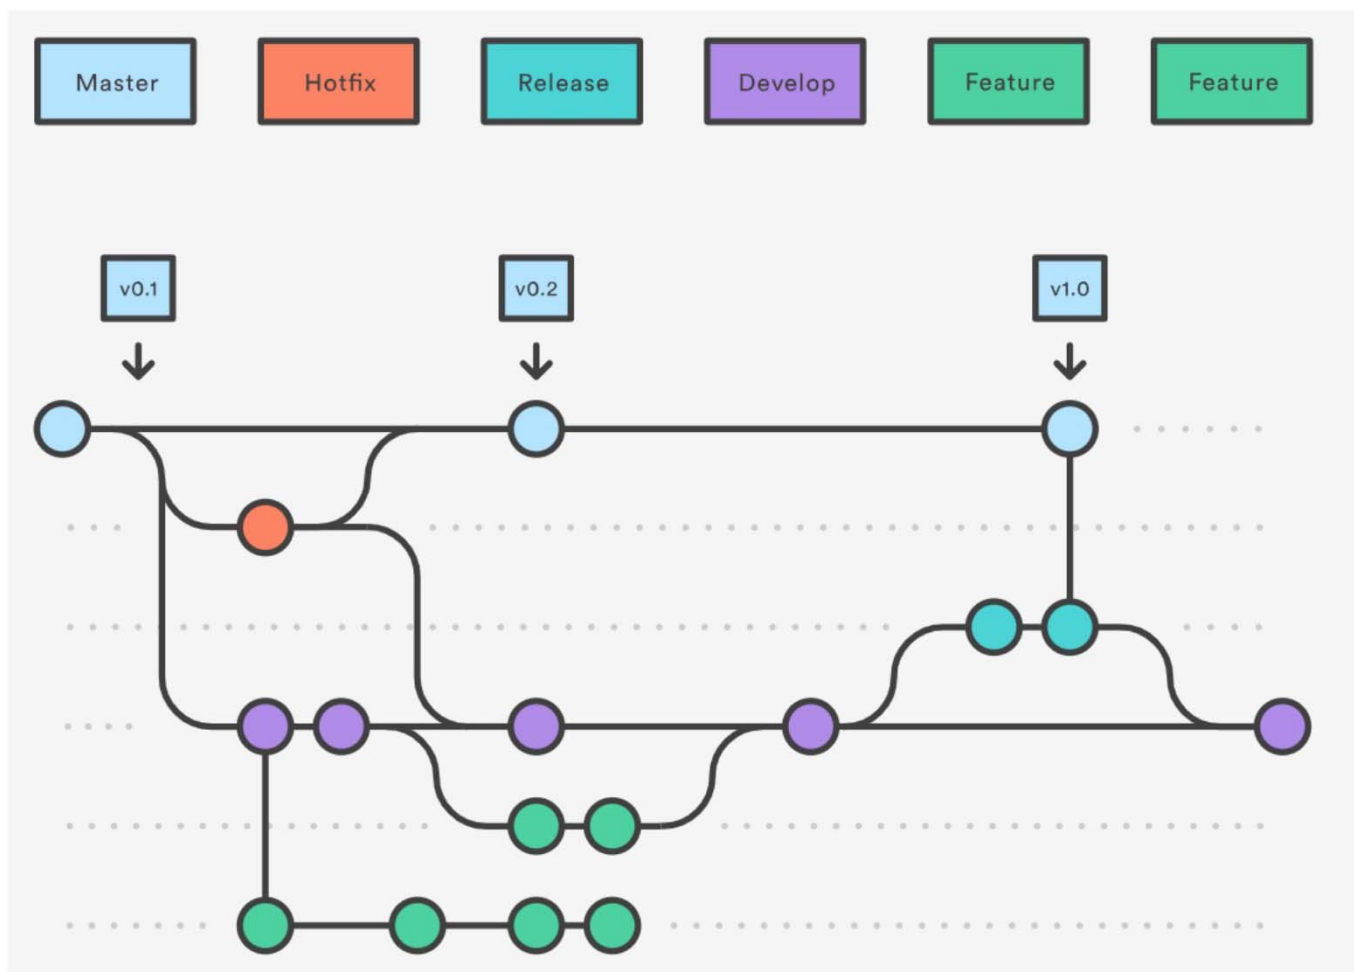 Master
Hotfix
Release
Develop
Feature
Feature
v0.1
v0.2
v1.0